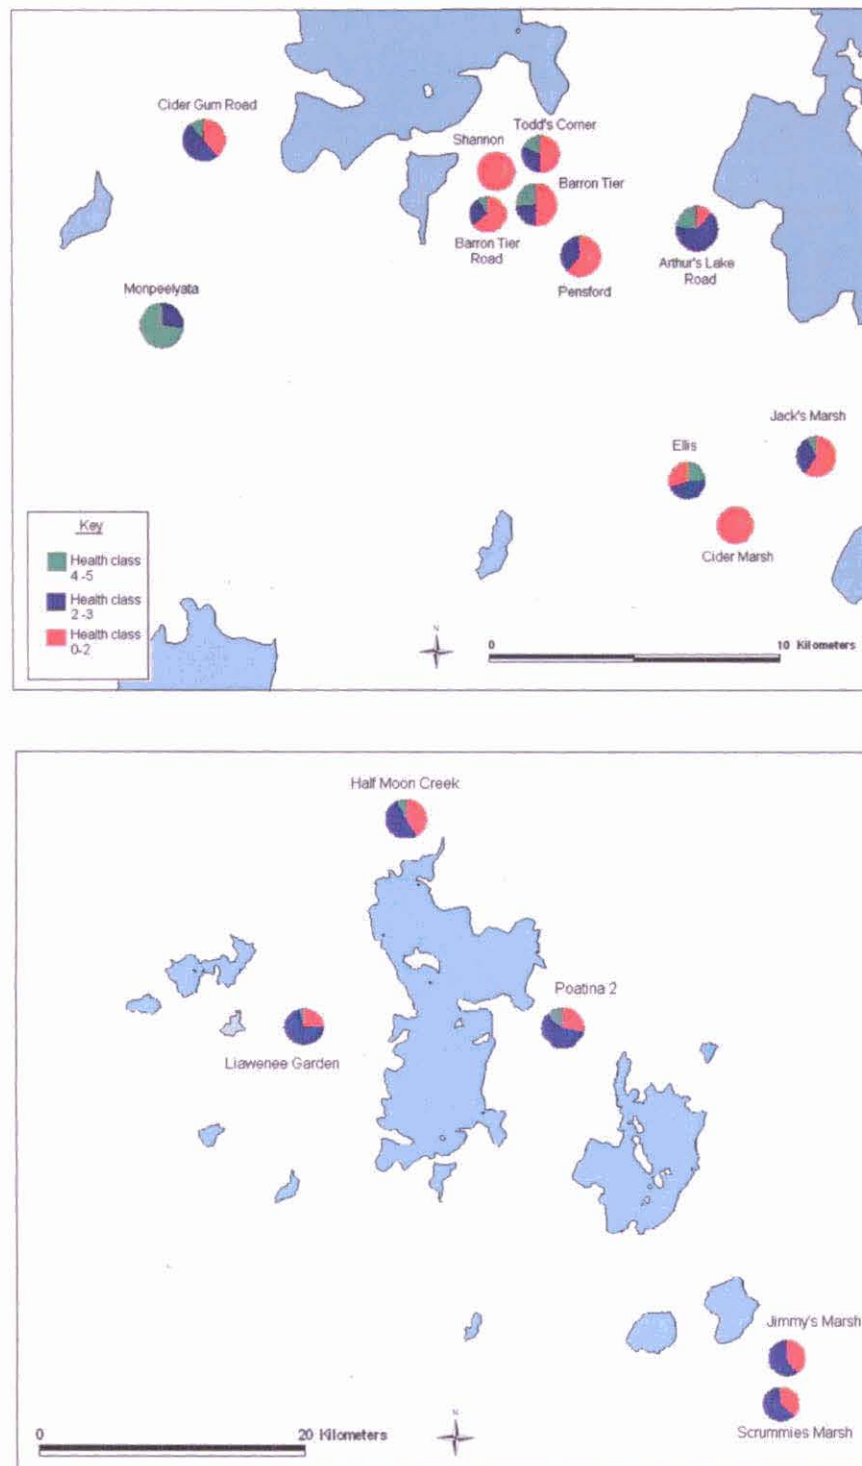 Cider Gum Road
Todd's Corner
Shannon
Barron Tier
Barron Tier
Road
Arthur's Lake
Road
Pensford
Monpeelyata
Jack's Marsh
Ellis
Cider Marsh
Key
Health class
4 -5
Health class
2 -3
Health class
0-2
N
0
10 Kilometers
Half Moon Creek
Poatina 2
Liawenee Garden
Jimmy's Marsh
Scrummies Marsh
0
20 Kilometers
N